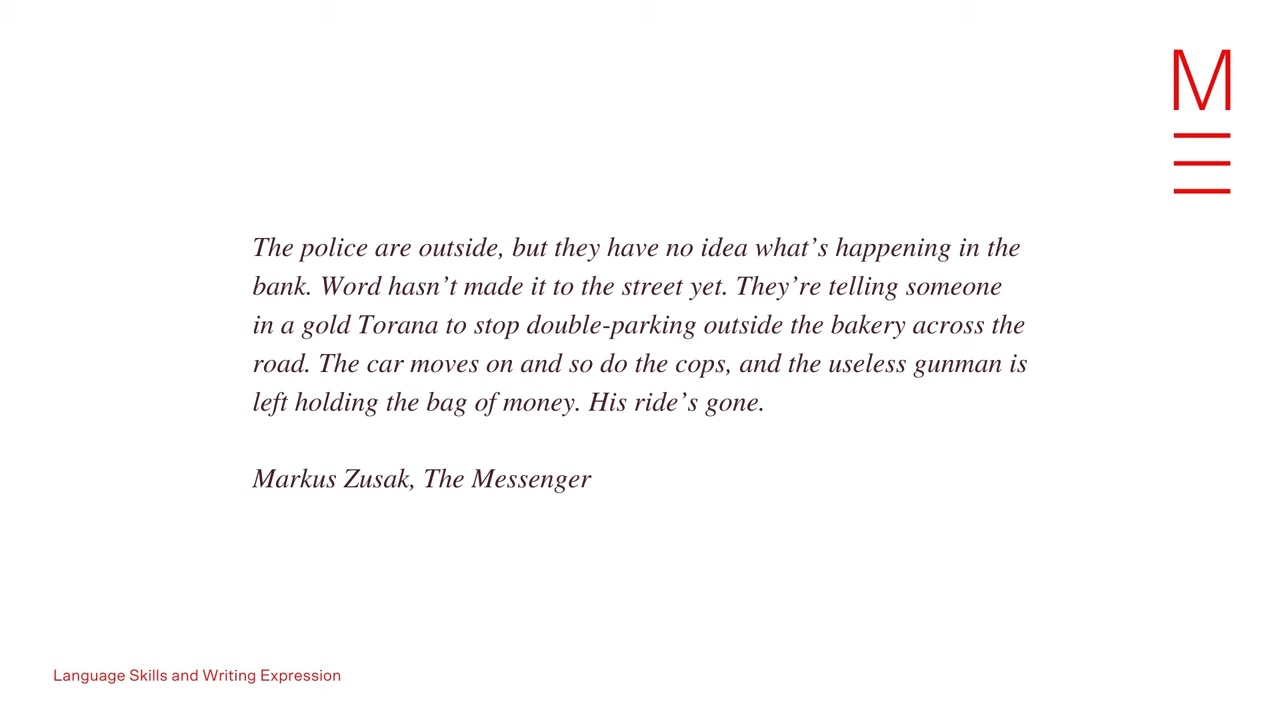 M
The police are outside, but they have no idea what’s happening in the
bank. Word hasn’t made it to the street yet. They’re telling someone
in a gold Torana to stop double-parking outside the bakery across the
road. The car moves on and so do the cops, and the useless gunman is
left holding the bag of money. His ride’s gone.
Markus Zusak, The Messenger
Language Skills and Writing Expression